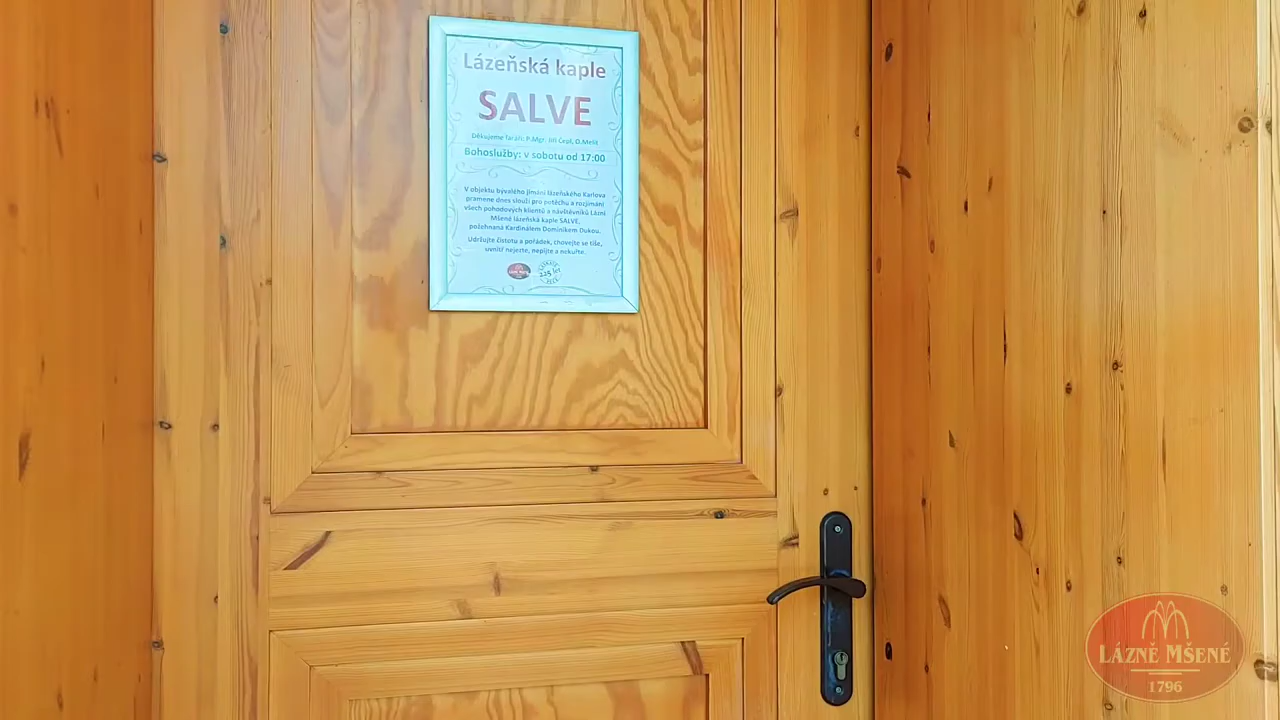 Lázeňská kaple
SALVE
Děkujeme faráři: P.Mgr. Jiří Čepl, D.Melit
Bohoslužby: v sobotu od 17:00
V objektu bývalého jímání lázeňského Karlova
pramene dnes slouží pro potěchu a rozjímání
všech pohodových klientů a návštěvníků Lázní
Mšené lázeňská kaple SALVE,
požehnaná Kardinálem Dominikem Dukou.
Udržujte čistotu a pořádek, chovejte se tiše,
uvnitř nejezte, nepijte a nekuřte.
225 let
LÁZNĚ MŠENÉ
1796